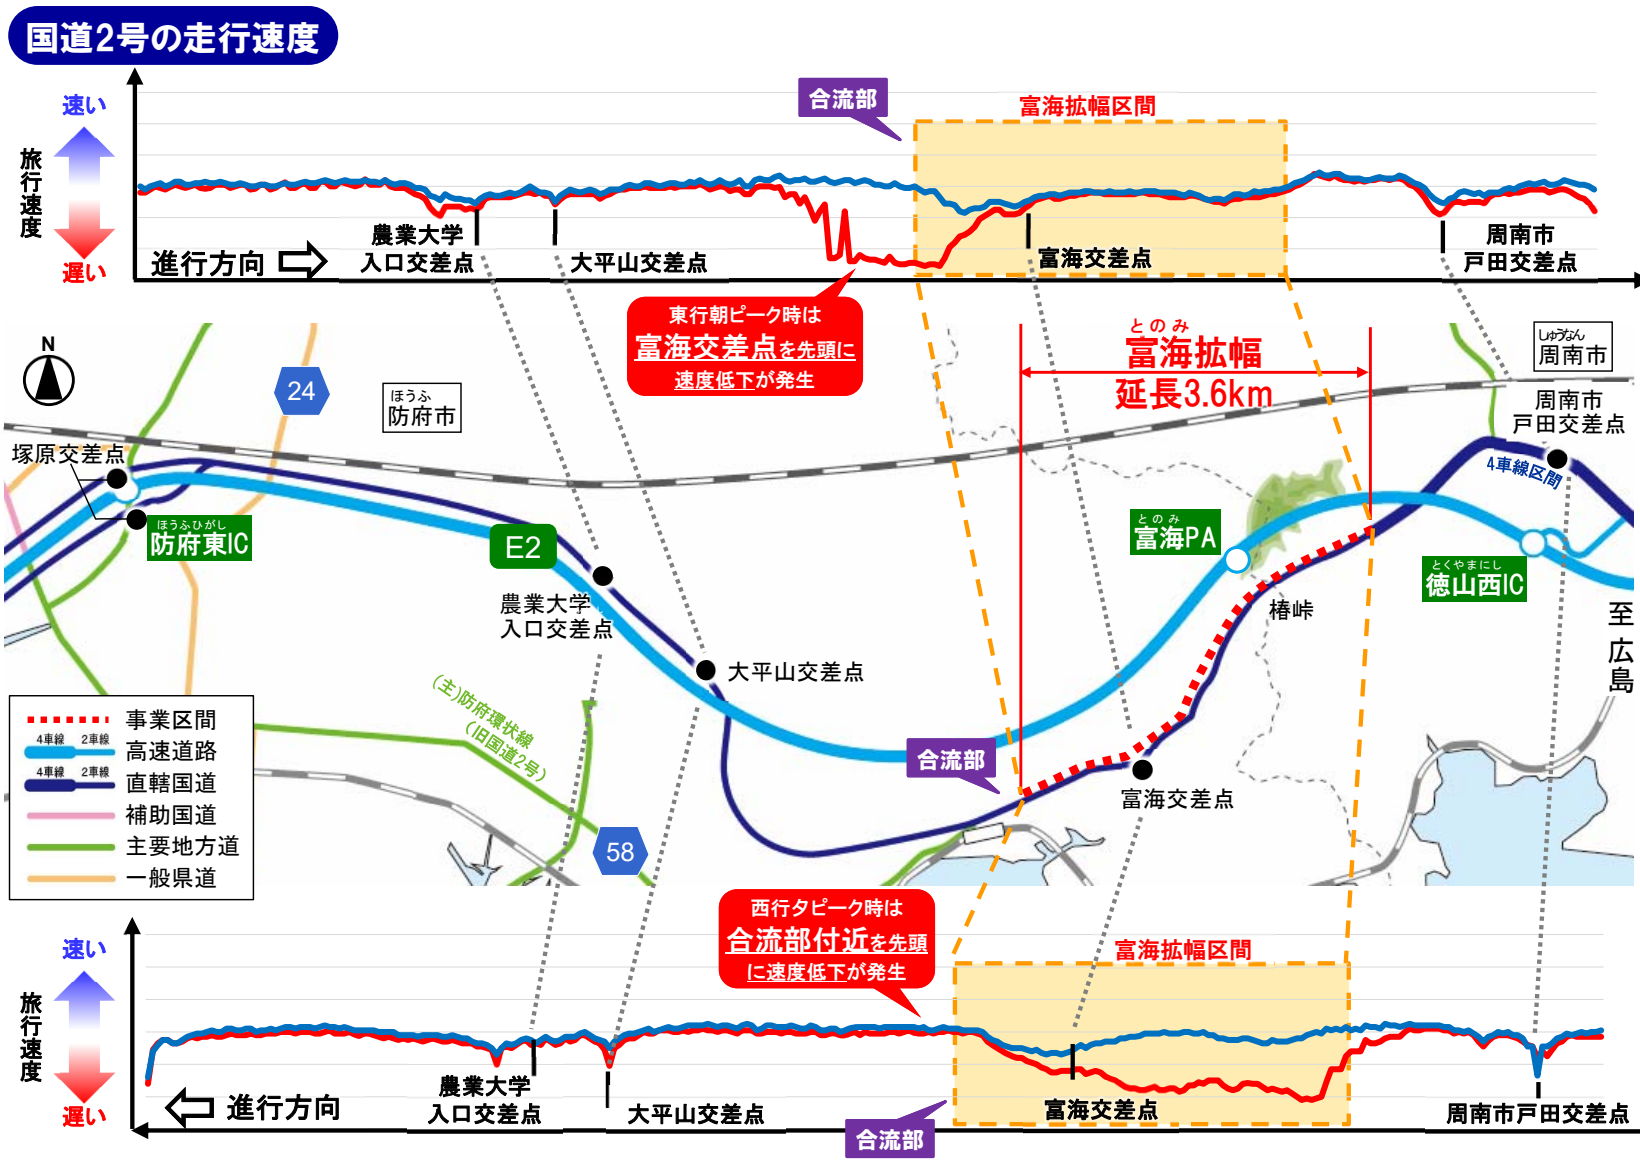 国道2号の走行速度
速い
旅行速度
遅い
合流部
富海拡幅区間
進行方向
農業大学
入口交差点
大平山交差点
富海交差点
周南市
戸田交差点
東行朝ピーク時は
富海交差点を先頭に
速度低下が発生
N
24
ほうふ
防府市
とのみ
富海拡幅
延長3.6km
しゅうなん
周南市
周南市
戸田交差点
4車線区間
塚原交差点
ほうふひがし
防府東IC
E2
とのみ
富海PA
とくやまにし
徳山西IC
農業大学
入口交差点
椿峠
至広島
大平山交差点
(主)防府環状線
(旧国道2号)
合流部
富海交差点
58
事業区間
4車線 2車線
高速道路
4車線 2車線
直轄国道
補助国道
主要地方道
一般県道
西行夕ピーク時は
合流部付近を先頭
に速度低下が発生
富海拡幅区間
速い
旅行速度
遅い
進行方向
農業大学
入口交差点
大平山交差点
合流部
富海交差点
周南市戸田交差点